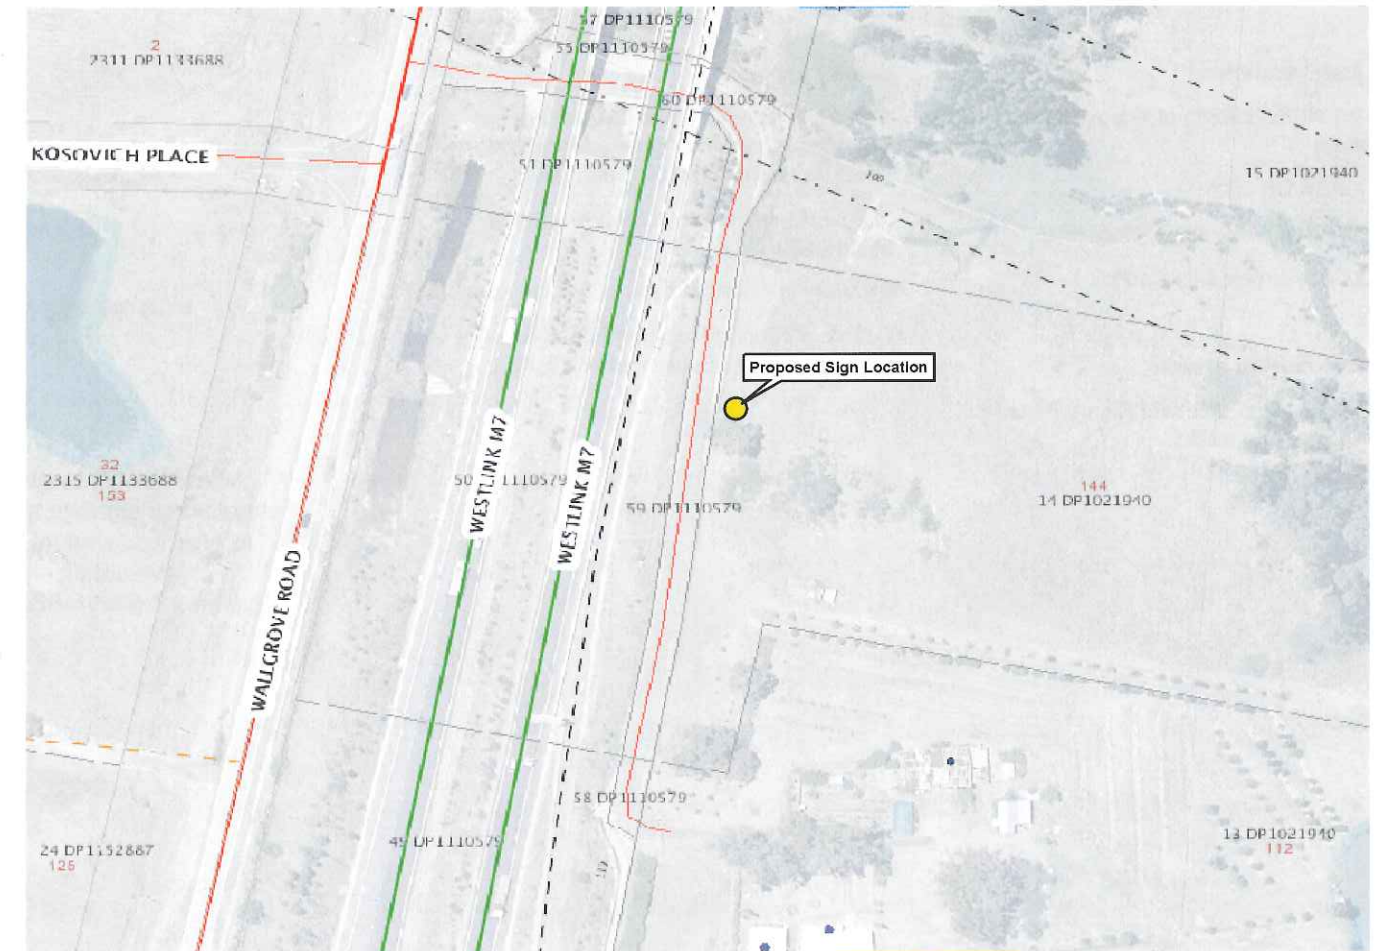 57 DP1110579
2
2311 DP1133688
55 DP1110579
60 DP1110579
KOSOVICH PLACE
51 DP1110579
100
15 DP1021940
Proposed Sign Location
WESTLINK M7
WESTLINK M7
32
2315 DP1133688
153
50 DP1110579
59 DP1110579
144
14 DP1021940
WALLGROVE ROAD
58 DP1110579
24 DP1152887
125
DP1110579
13 DP1021940
112